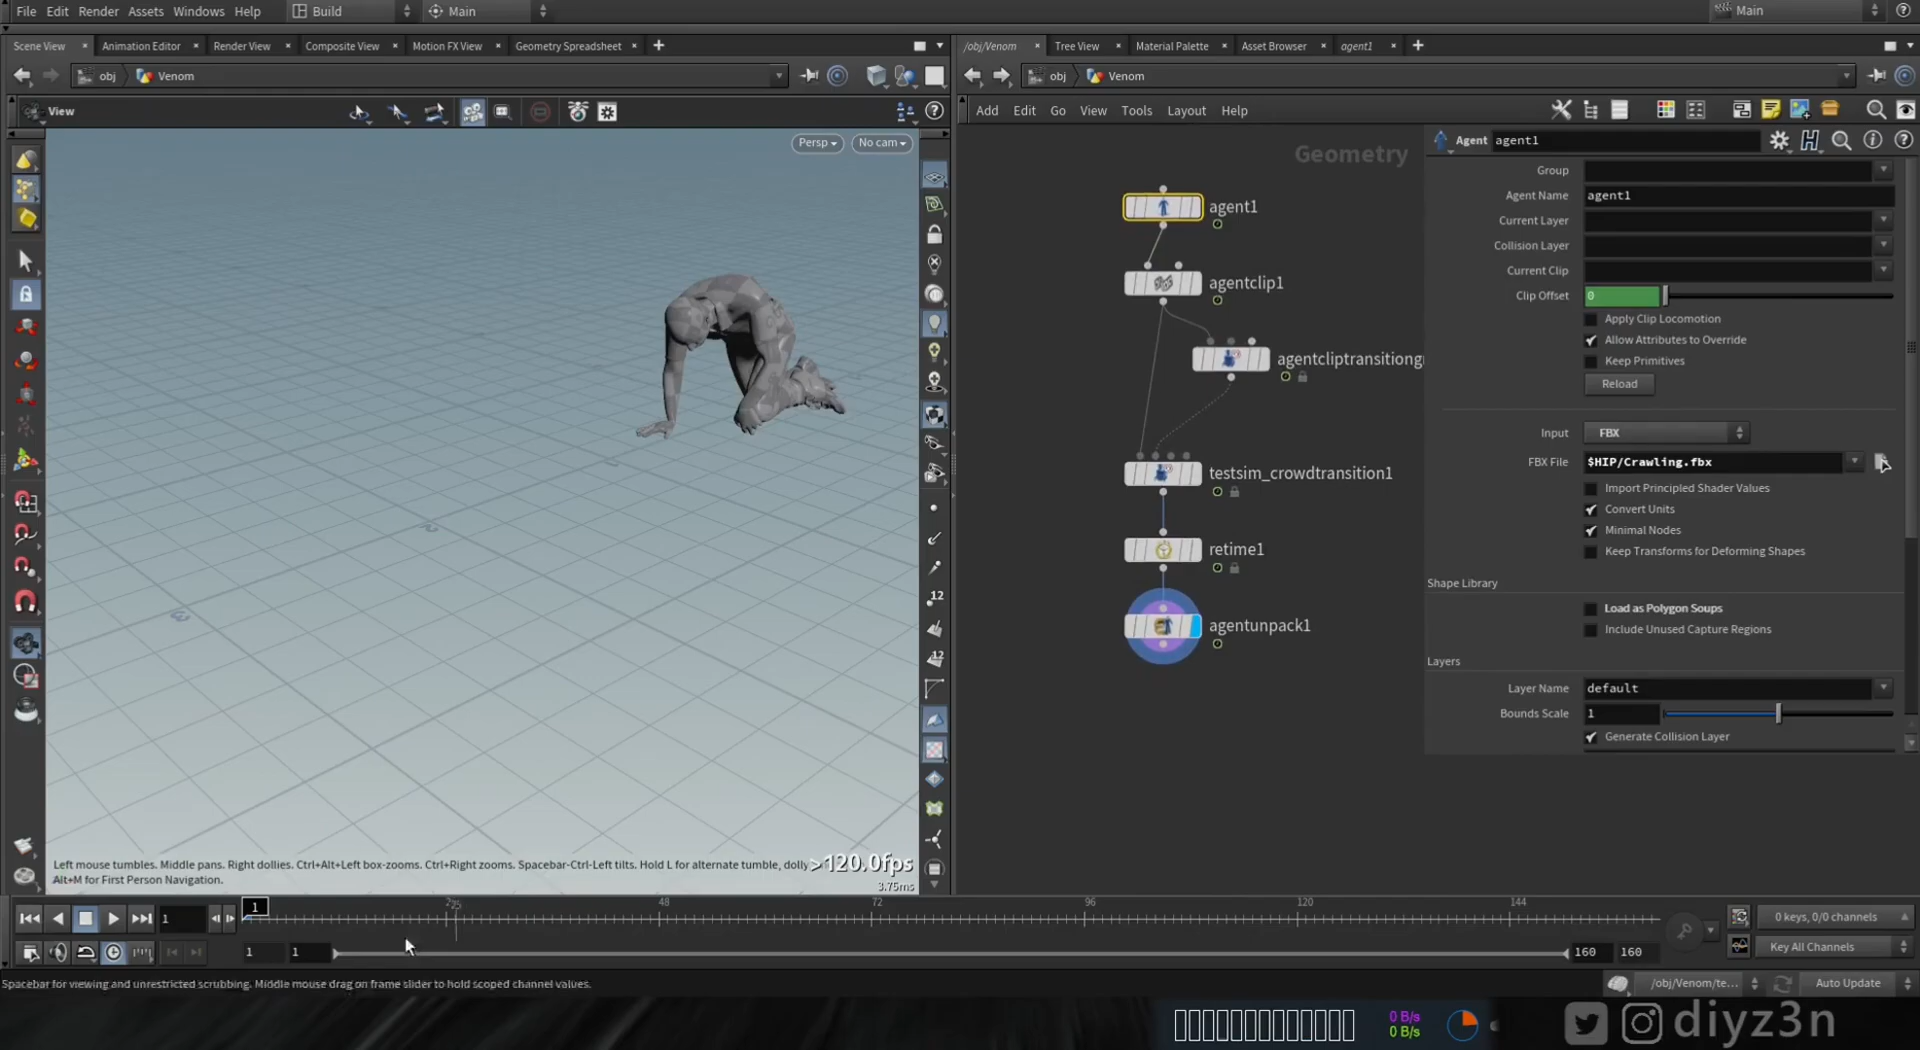 File Edit Render Assets Windows Help Build Main Main
Scene View Animation Editor Render View Composite View Motion FX View Geometry Spreadsheet
/obj/Venom Tree View Material Palette Asset Browser agent1
obj Venom
obj Venom
View
Add Edit Go View Tools Layout Help
Persp No cam
Geometry
agent1
agentclip1
agentcliptransitiong
testsim_crowdtransition1
retime1
agentunpack1
Agent agent1
Group
Agent Name agent1
Current Layer
Collision Layer
Current Clip
Clip Offset 0
Apply Clip Locomotion
Allow Attributes to Override
Keep Primitives
Reload
Input FBX
FBX File $HIP/Crawling.fbx
Import Principled Shader Values
Convert Units
Minimal Nodes
Keep Transforms for Deforming Shapes
Shape Library
Load as Polygon Soups
Include Unused Capture Regions
Layers
Layer Name default
Bounds Scale 1
Generate Collision Layer
12
12
Left mouse tumbles. Middle pans. Right dollies. Ctrl+Alt+Left box-zooms. Ctrl+Right zooms. Spacebar-Ctrl-Left tilts. Hold L for alternate tumble, dolly
Alt+M for First Person Navigation.
>120.0fps
3.75ms
1 1 25 48 72 96 120 144
0 keys, 0/0 channels
1 1 160 160
Key All Channels
Spacebar for viewing and unrestricted scrubbing. Middle mouse drag on frame slider to hold scoped channel values.
/obj/Venom/te... Auto Update
0 B/s
0 B/s
diyz3n